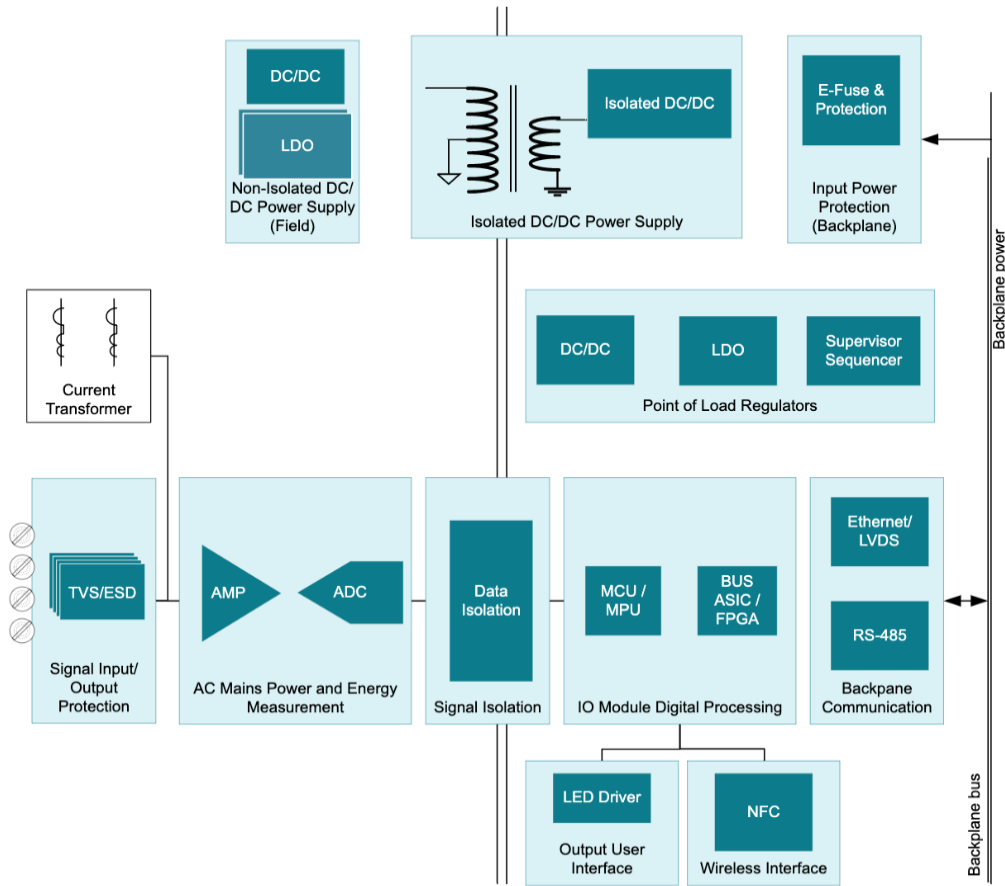 DC/DC
LDO
Non-Isolated DC/
DC Power Supply
(Field)
Isolated DC/DC
Isolated DC/DC Power Supply
E-Fuse &
Protection
Input Power
Protection
(Backplane)
Backplane power
Current
Transformer
DC/DC
LDO
Supervisor
Sequencer
Point of Load Regulators
TVS/ESD
Signal Input/
Output
Protection
AMP
ADC
AC Mains Power and Energy
Measurement
Data
Isolation
Signal Isolation
MCU /
MPU
BUS
ASIC /
FPGA
IO Module Digital Processing
Ethernet/
LVDS
RS-485
Backpane
Communication
LED Driver
Output User
Interface
NFC
Wireless Interface
Backplane bus